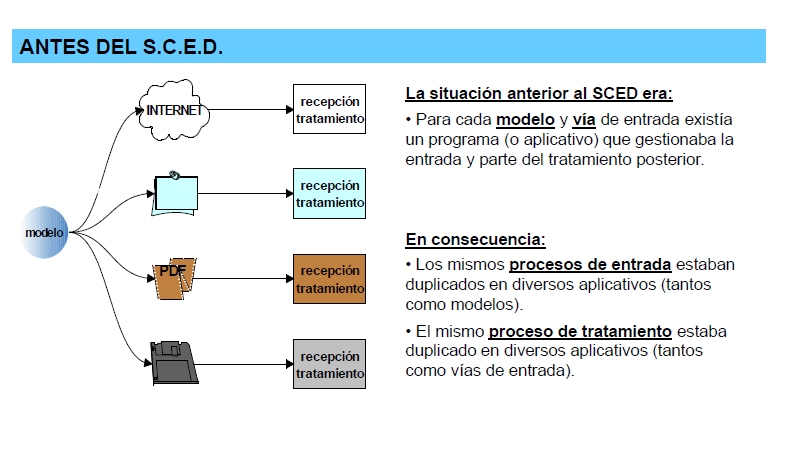 ANTES DEL S.C.E.D.
INTERNET
recepción
tratamiento
recepción
tratamiento
modelo
PDF
recepción
tratamiento
recepción
tratamiento
La situación anterior al SCED era:
• Para cada modelo y vía de entrada existía
un programa (o aplicativo) que gestionaba la
entrada y parte del tratamiento posterior.
En consecuencia:
• Los mismos procesos de entrada estaban
duplicados en diversos aplicativos (tantos
como modelos).
• El mismo proceso de tratamiento estaba
duplicado en diversos aplicativos (tantos
como vías de entrada).